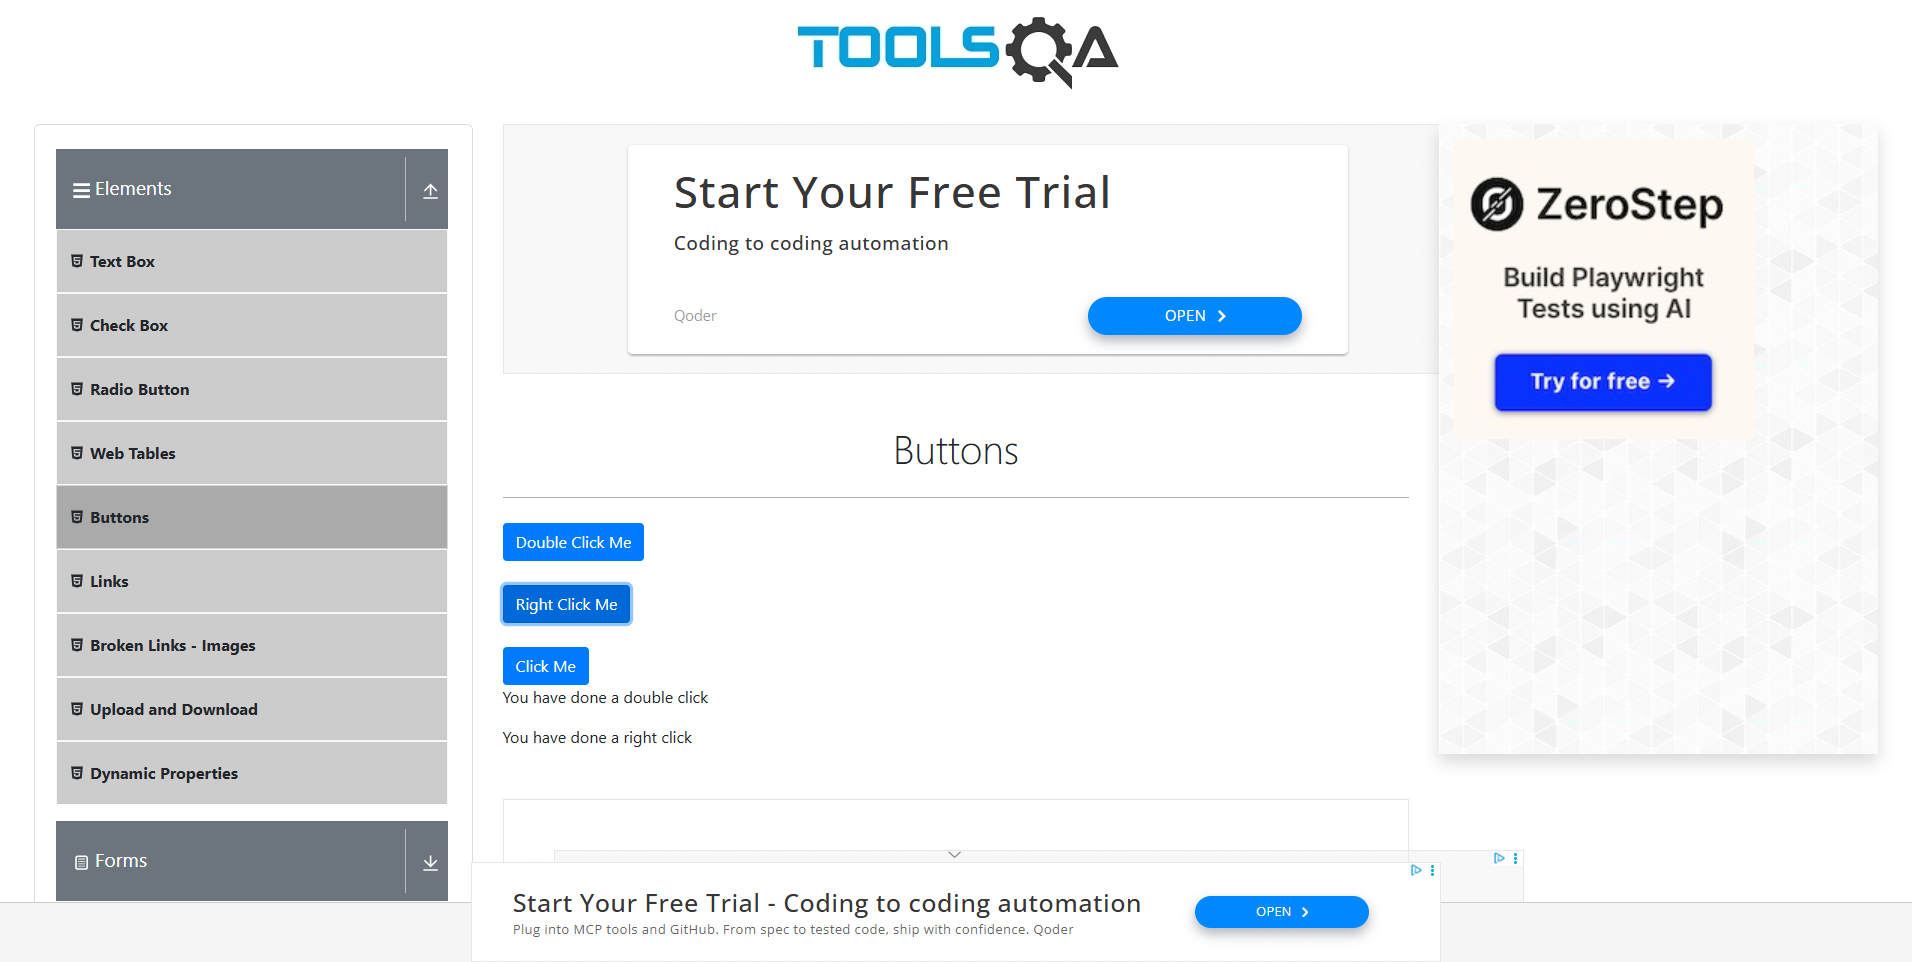 TOOLSQA
Elements
Text Box
Check Box
Radio Button
Web Tables
Buttons
Links
Broken Links - Images
Upload and Download
Dynamic Properties
Forms
Start Your Free Trial
Coding to coding automation
Qoder
OPEN
Buttons
Double Click Me
Right Click Me
Click Me
You have done a double click
You have done a right click
ZeroStep
Build Playwright
Tests using AI
Try for free →
Start Your Free Trial - Coding to coding automation
Plug into MCP tools and GitHub. From spec to tested code, ship with confidence. Qoder
OPEN